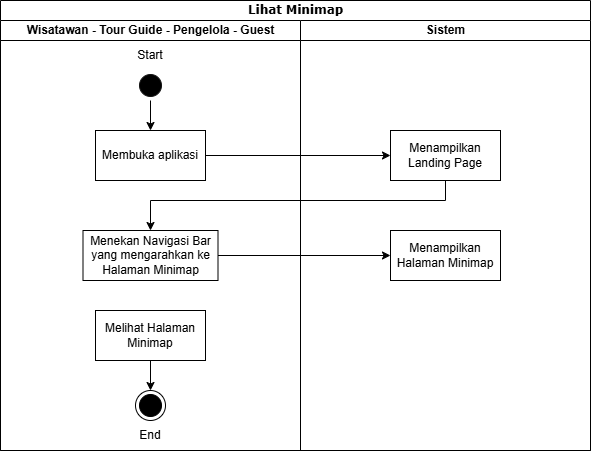 Lihat Minimap
Wisatawan - Tour Guide - Pengelola - Guest
Sistem
Start
Membuka aplikasi
Menampilkan
Landing Page
Menekan Navigasi Bar
yang mengarahkan ke
Halaman Minimap
Menampilkan
Halaman Minimap
Melihat Halaman
Minimap
End